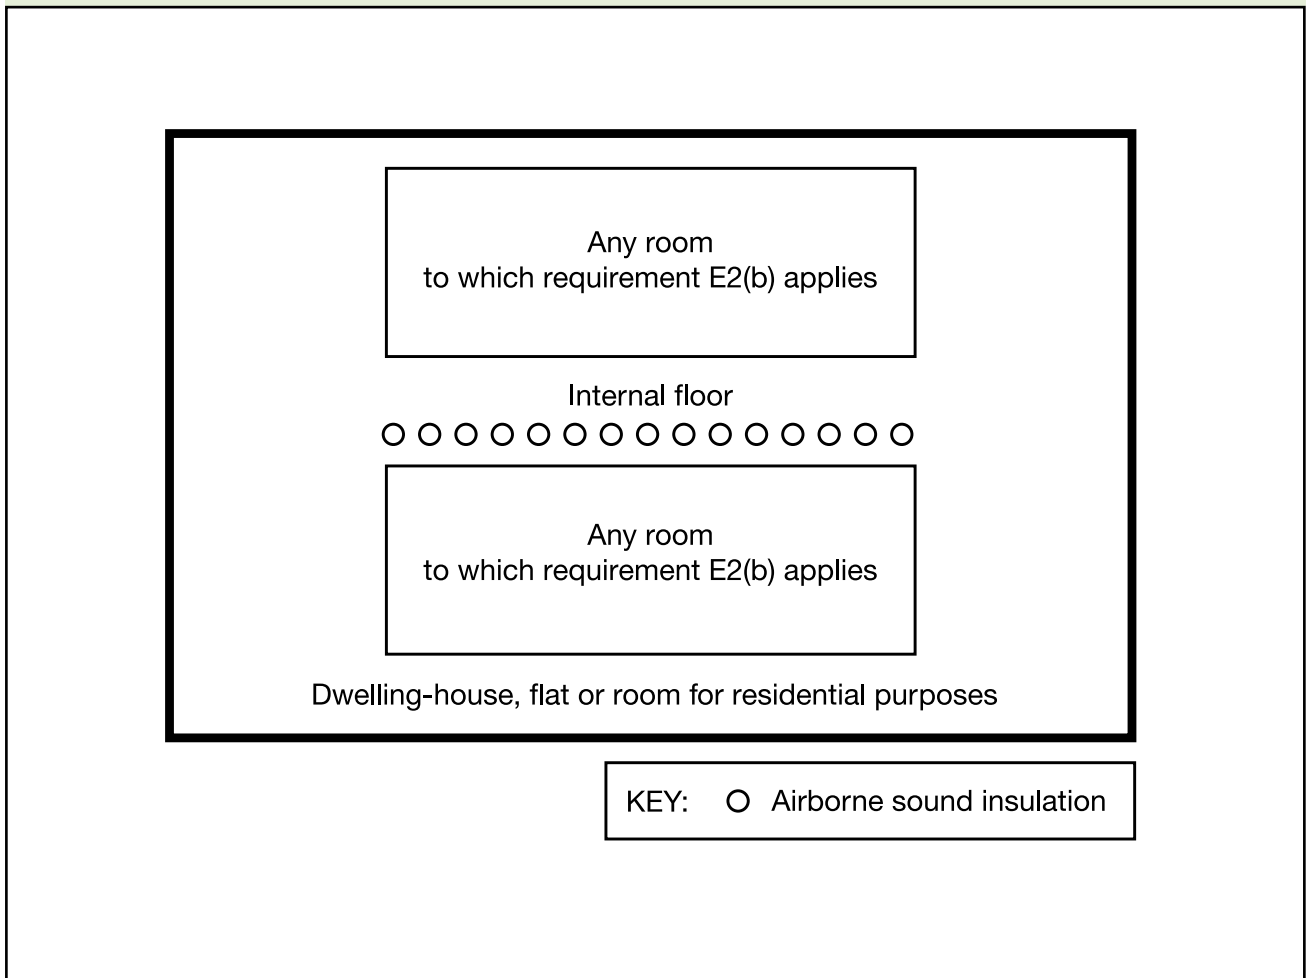 Any room
to which requirement E2(b) applies
Internal floor
Any room
to which requirement E2(b) applies
Dwelling-house, flat or room for residential purposes
KEY: Airborne sound insulation